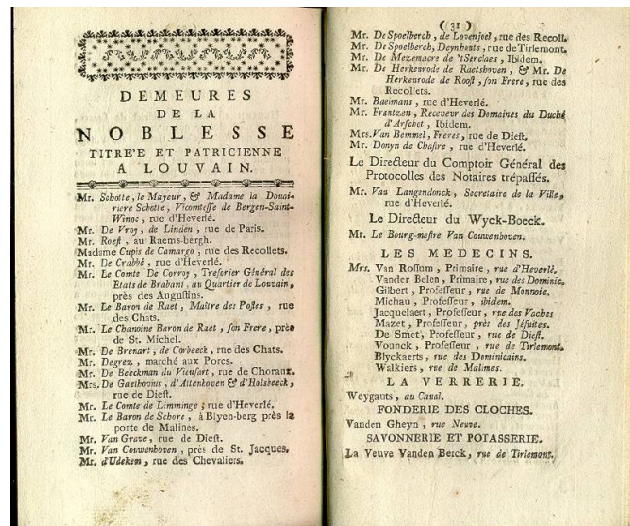 DEMEURES
DE LA
NOBLESSE
TITRE'E ET PATRICIENNE
A LOUVAIN.
Mr. Schotte, le Mayeur, & Madame la Douai-
riere Schotte, Vicomtesse de Bergen-Saint-
Winoc, rue d'Heverlé.
Mr. De Vroy, de Linden, rue de Paris.
Mr. Roest, au Raems-bergh.
Madame Cupis de Camargo, rue des Recollets.
Mr. De Crabbé, rue d'Heverlé.
Mr. Le Comte De Corroy, Tresorier Général des
Etats de Brabant, au Quartier de Louvain,
près des Augustins.
Mr. Le Baron de Raet, Maître des Postes, rue
des Chats.
Mr. Le Chanoine Baron de Raet, son Frere, près
de St. Michel.
Mr. De Brenart, de Corbeeck, rue des Chats.
Mr. Degrez, marché aux Porcs.
Mr. De Beeckman du Vieusart, rue de Choraux.
Mrs. De Gasthovius, d'Attenhoven & d'Holsbeeck,
rue de Diest.
Mr. Le Comte de Limminge, rue d'Heverlé.
Mr. Le Baron de Schore, à Blyen-berg près la
porte de Malines.
Mr. Van Grave, rue de Diest.
Mr. Van Couwenhoven, près de St. Jacques.
Mr. d'Udekem, rue des Chevaliers.
( 31 )
Mr. De Spoelberch, de Lovenjoel, rue des Recoll.
Mr. De Spoelberch, Deynhouts, rue de Tirlemont.
Mr. De Mezemacre de 'tSerclaes, Ibidem.
Mr. De Herkenrode de Raetshoven, & Mr. De
Herkenrode de Roost, son Frere, rue des
Recollets.
Mr. Baeimans, rue d'Heverlé.
Mr. Frantzen, Receveur des Domaines du Duché
d'Arschot, Ibidem.
Mrs. Van Bemmel, Freres, rue de Diest.
Mr. Donyn de Chastre, rue d'Heverlé.
Le Directeur du Comptoir Général des
Protocolles des Notaires trépassés.
Mr. Van Langendonck, Secretaire de la Ville,
rue d'Heverlé.
Le Directeur du Wyck-Boeck.
Mr. Le Bourg-mestre Van Couwenhoven.
LES MEDECINS.
Mrs. Van Rossum, Primaire, rue d'Heverlé.
Vander Belen, Primaire, rue des Dominic.
Gilbert, Professeur, rue de Monnoie.
Michau, Professeur, ibidem.
Jacquelaert, Professeur, rue des Vaches
Mazet, Professeur, près des Jésuites.
De Smet, Professeur, rue de Diest.
Vounck, Professeur, rue de Tirlemont.
Blyckaerts, rue des Dominicains.
Walkiers, rue de Malines.
LA VERRERIE.
Weygants, au Canal.
FONDERIE DES CLOCHES.
Vanden Gheyn, rue Neuve.
SAVONNERIE ET POTASSERIE.
La Veuve Vanden Berck, rue de Tirlemont.